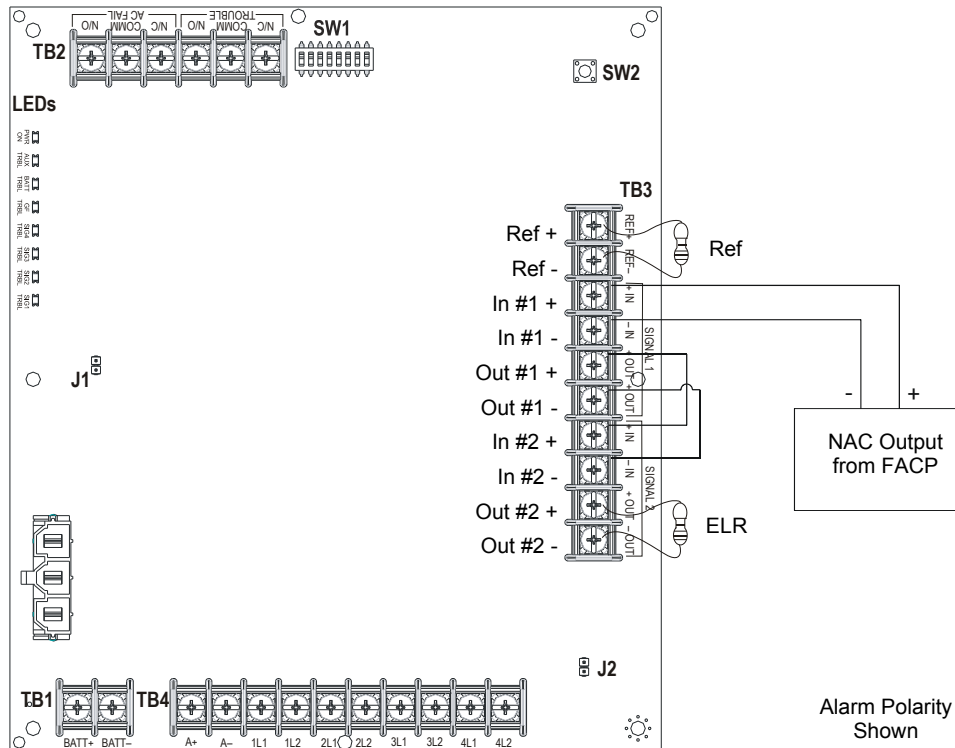 N/O COMM N/C N/O COMM N/C
AC FAIL TROUBLE
TB2
SW1
SW2
LEDs
PWR ON
AUX TRBL
BATT TRBL
GF TRBL
SIG4 TRBL
SIG3 TRBL
SIG2 TRBL
SIG1 TRBL
TB3
Ref +
REF+
Ref -
REF-
Ref
In #1 +
+ IN
In #1 -
- IN
SIGNAL 1
Out #1 +
+ OUT
Out #1 -
+ OUT
In #2 +
+ IN
In #2 -
- IN
SIGNAL 2
Out #2 +
+ OUT
Out #2 -
- OUT
ELR
- +
NAC Output
from FACP
J1
J2
TB1
BATT+ BATT–
TB4
A+ A– 1L1 1L2 2L1 2L2 3L1 3L2 4L1 4L2
Alarm Polarity
Shown